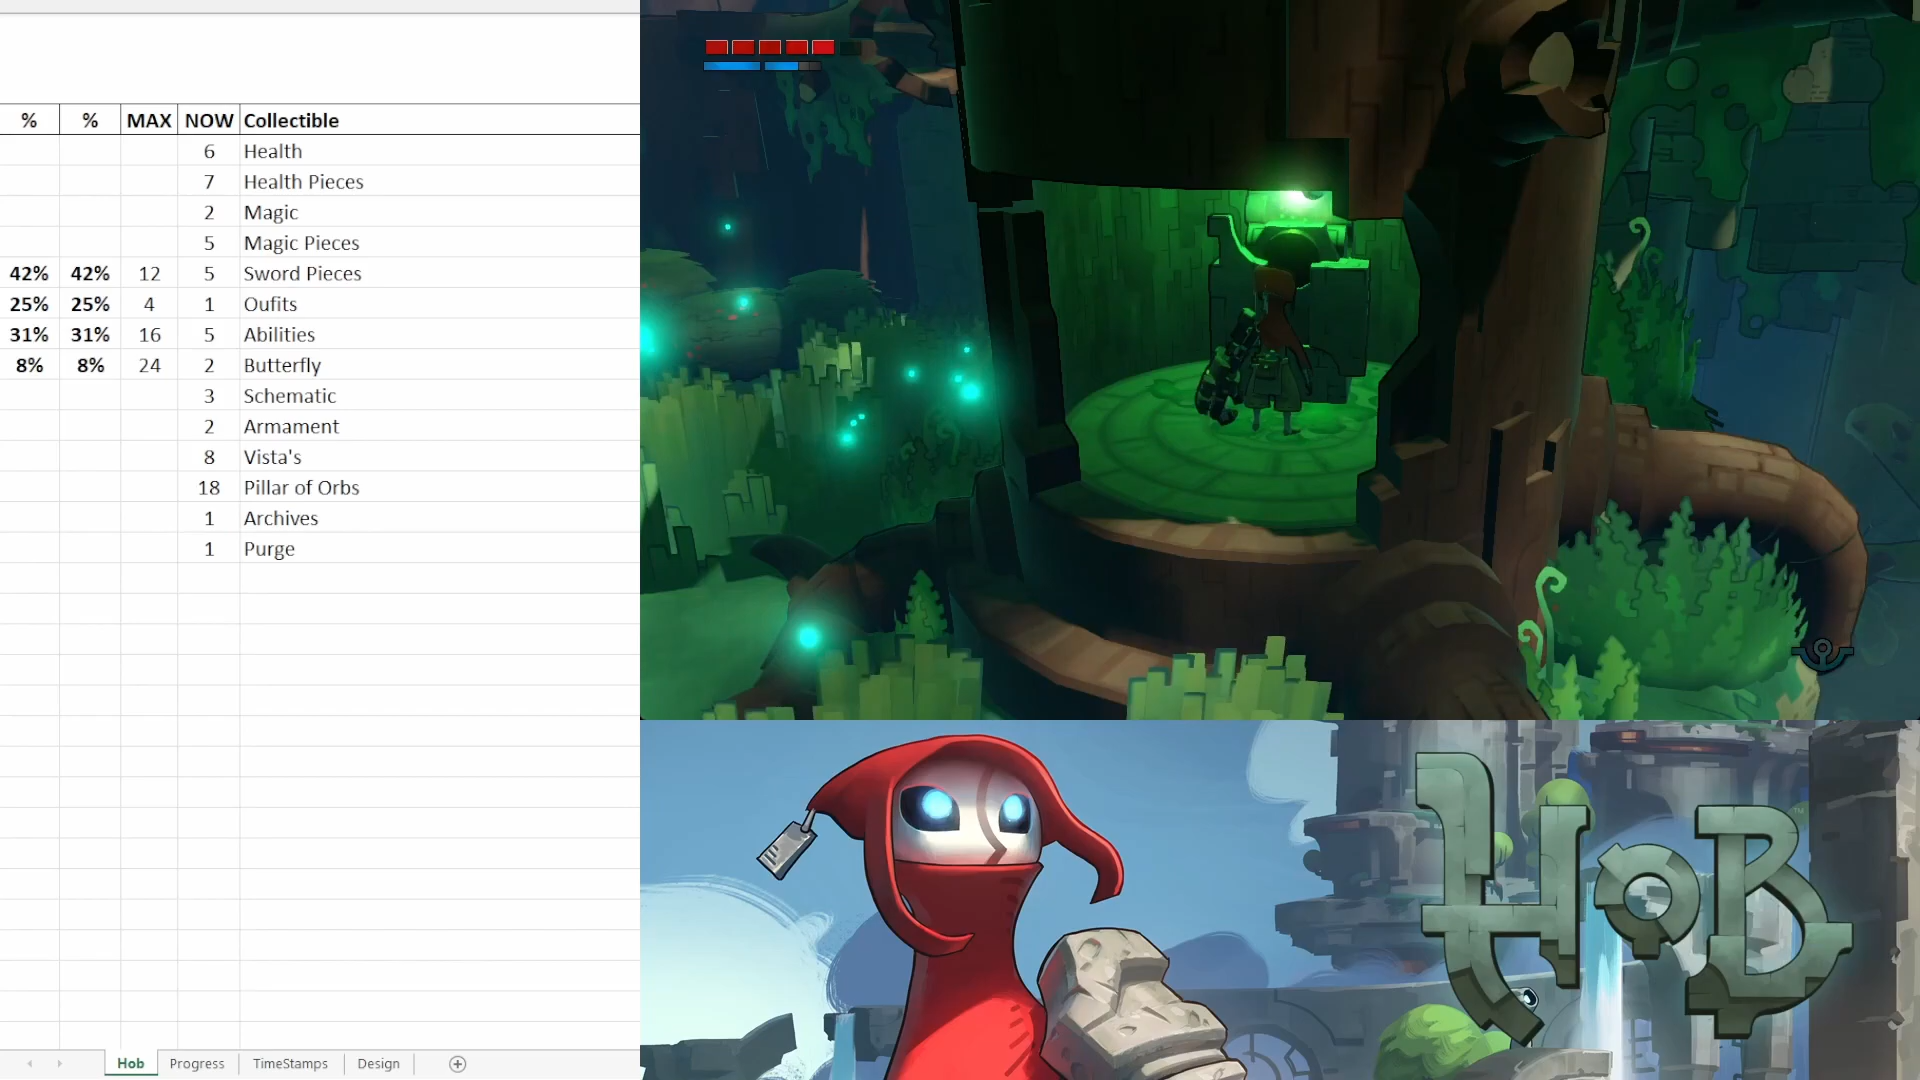 % % MAX NOW Collectible
6 Health
7 Health Pieces
2 Magic
5 Magic Pieces
42% 42% 12 5 Sword Pieces
25% 25% 4 1 Oufits
31% 31% 16 5 Abilities
8% 8% 24 2 Butterfly
3 Schematic
2 Armament
8 Vista's
18 Pillar of Orbs
1 Archives
1 Purge
HOB
TM
Hob Progress TimeStamps Design